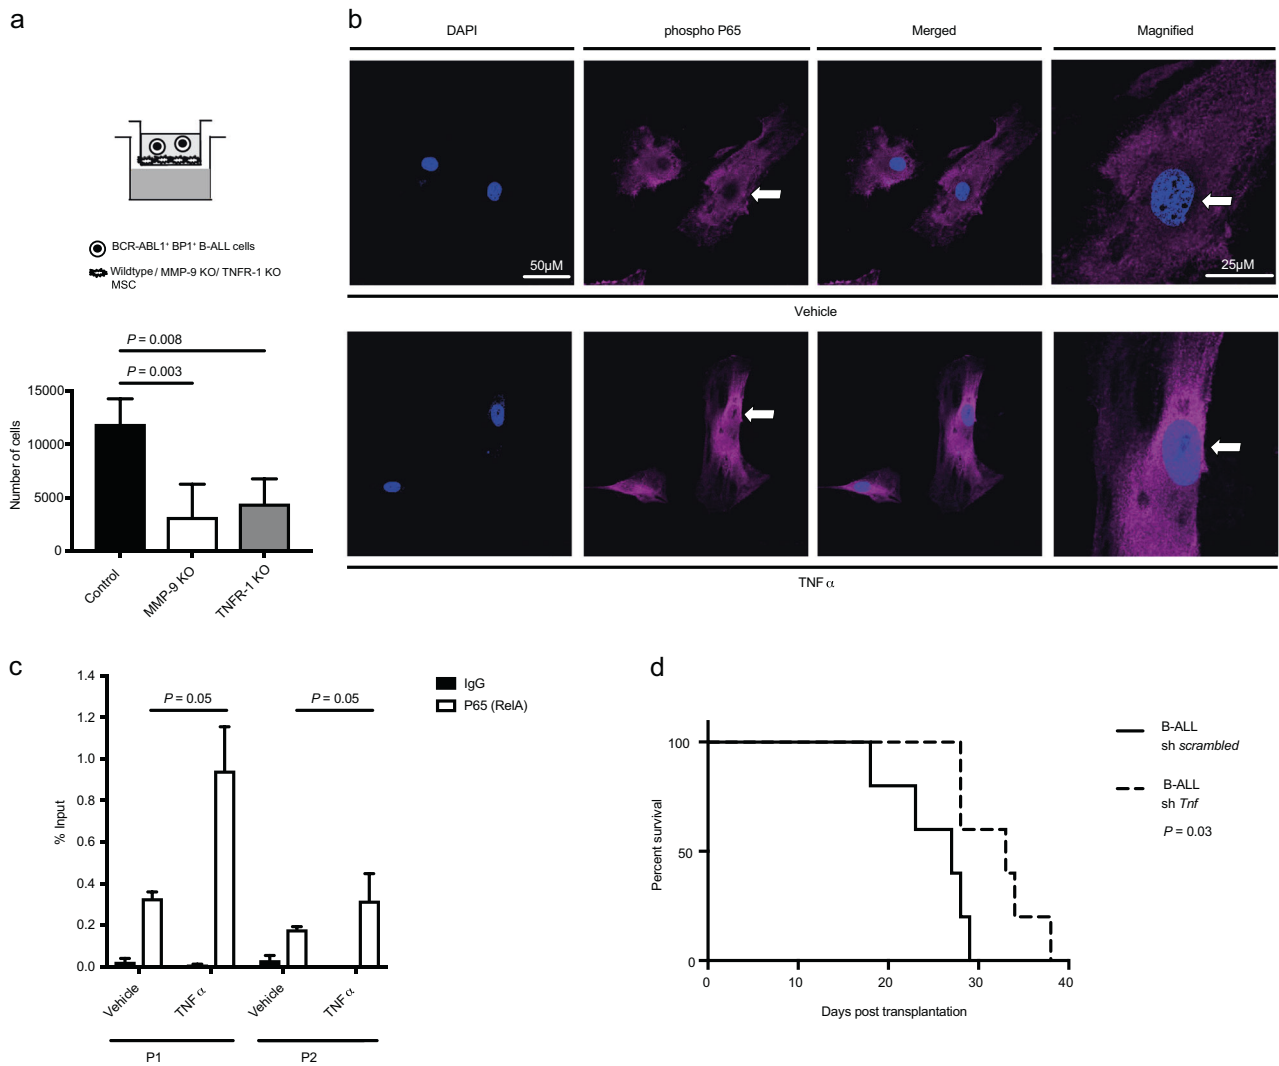 a
BCR-ABL1⁺ BP1⁺ B-ALL cells
Wildtype/ MMP-9 KO/ TNFR-1 KO
MSC
P = 0.008
P = 0.003
15000
10000
5000
0
Number of cells
Control
MMP-9 KO
TNFR-1 KO
b
DAPI
phospho P65
Merged
Magnified
50μM
25μM
Vehicle
TNF α
c
1.4
1.2
1.0
0.8
0.6
0.4
0.2
0.0
% Input
P = 0.05
P = 0.05
IgG
P65 (RelA)
Vehicle
TNF α
Vehicle
TNF α
P1
P2
d
100
50
0
Percent survival
0
10
20
30
40
Days post transplantation
B-ALL
sh scrambled
B-ALL
sh Tnf
P = 0.03